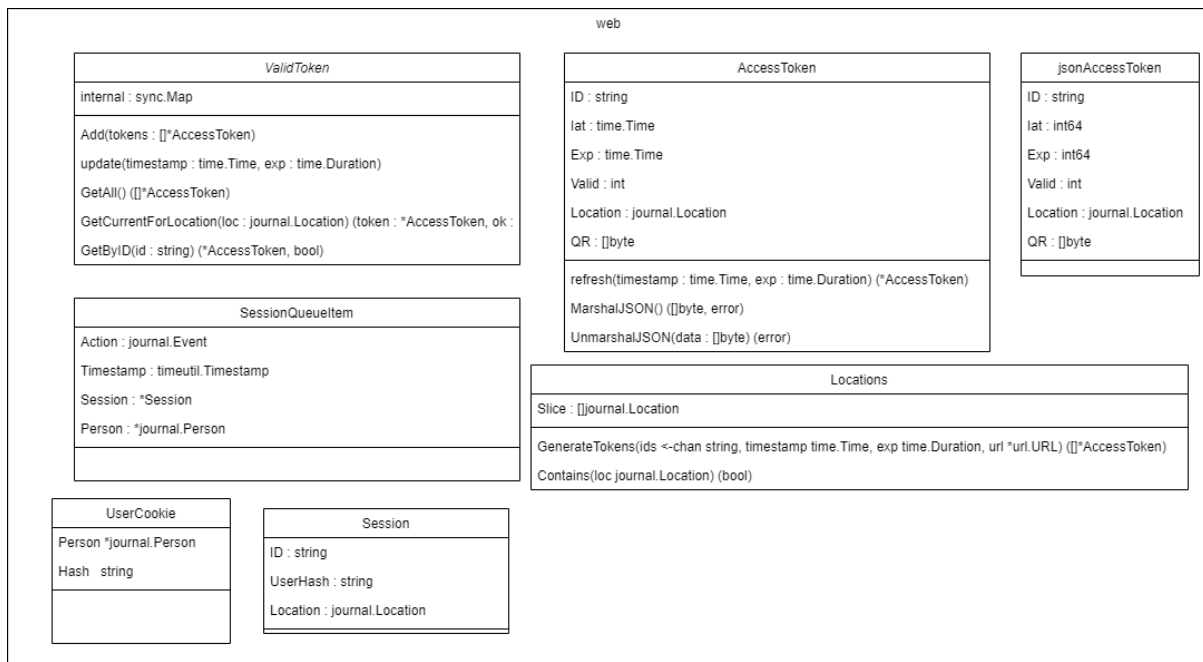 web
ValidToken
internal : sync.Map
Add(tokens : []*AccessToken)
update(timestamp : time.Time, exp : time.Duration)
GetAll() ([]*AccessToken)
GetCurrentForLocation(loc : journal.Location) (token : *AccessToken, ok :
GetByID(id : string) (*AccessToken, bool)
AccessToken
ID : string
Iat : time.Time
Exp : time.Time
Valid : int
Location : journal.Location
QR : []byte
refresh(timestamp : time.Time, exp : time.Duration) (*AccessToken)
MarshalJSON() ([]byte, error)
UnmarshalJSON(data : []byte) (error)
jsonAccessToken
ID : string
Iat : int64
Exp : int64
Valid : int
Location : journal.Location
QR : []byte
SessionQueueItem
Action : journal.Event
Timestamp : timeutil.Timestamp
Session : *Session
Person : *journal.Person
Locations
Slice : []journal.Location
GenerateTokens(ids <-chan string, timestamp time.Time, exp time.Duration, url *url.URL) ([]*AccessToken)
Contains(loc journal.Location) (bool)
UserCookie
Person *journal.Person
Hash string
Session
ID : string
UserHash : string
Location : journal.Location